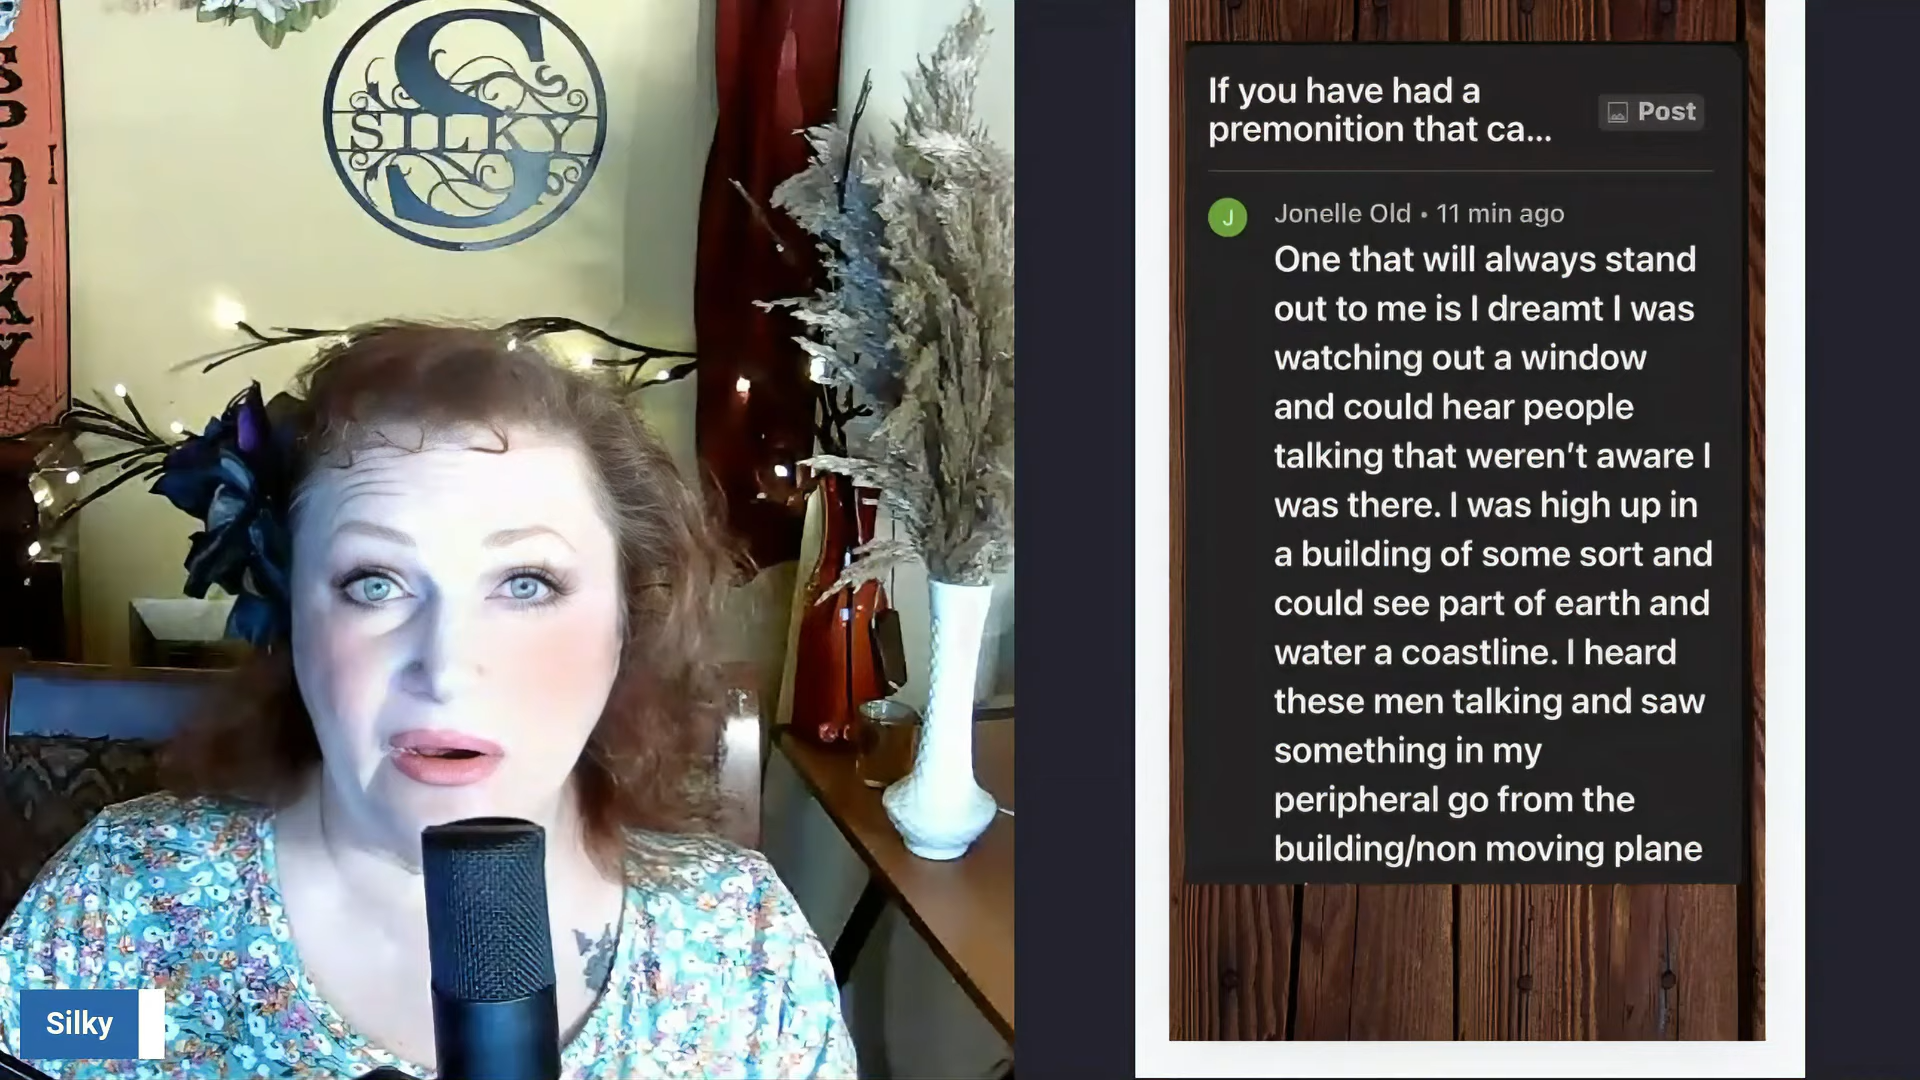 SPOOKY
S
SILKY
Silky
If you have had a
premonition that ca...
Post
J
Jonelle Old • 11 min ago
One that will always stand
out to me is I dreamt I was
watching out a window
and could hear people
talking that weren't aware I
was there. I was high up in
a building of some sort and
could see part of earth and
water a coastline. I heard
these men talking and saw
something in my
peripheral go from the
building/non moving plane